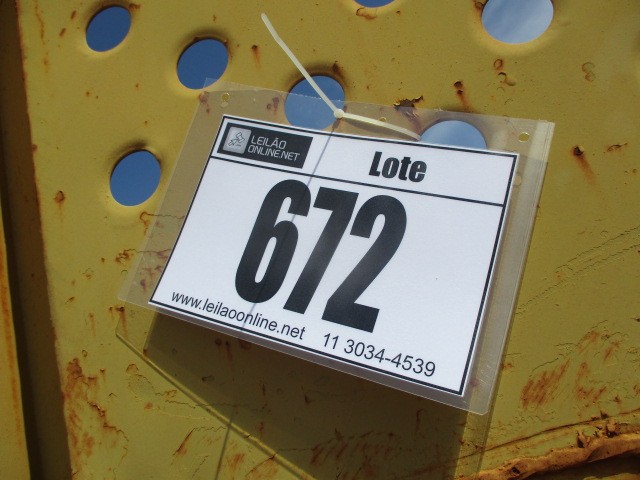 LEILÃO
ONLINE.NET
Lote
672
www.leilaoonline.net 11 3034-4539